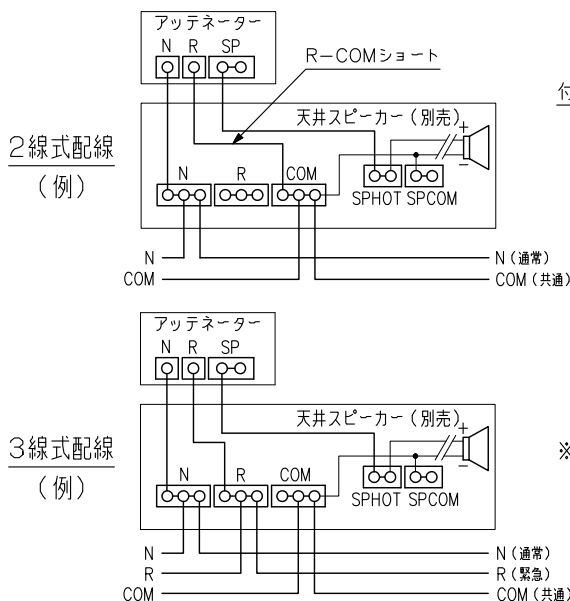 アッテネーター
N R SP
R-COMショート
付
天井スピーカー(別売)
+
2線式配線
(例)
N R COM
−
SPHOT SPCOM
N N(通常)
COM COM(共通)
アッテネーター
N R SP
天井スピーカー(別売)
+
3線式配線
(例)
※
N R COM
−
SPHOT SPCOM
N N(通常)
R R(緊急)
COM COM(共通)